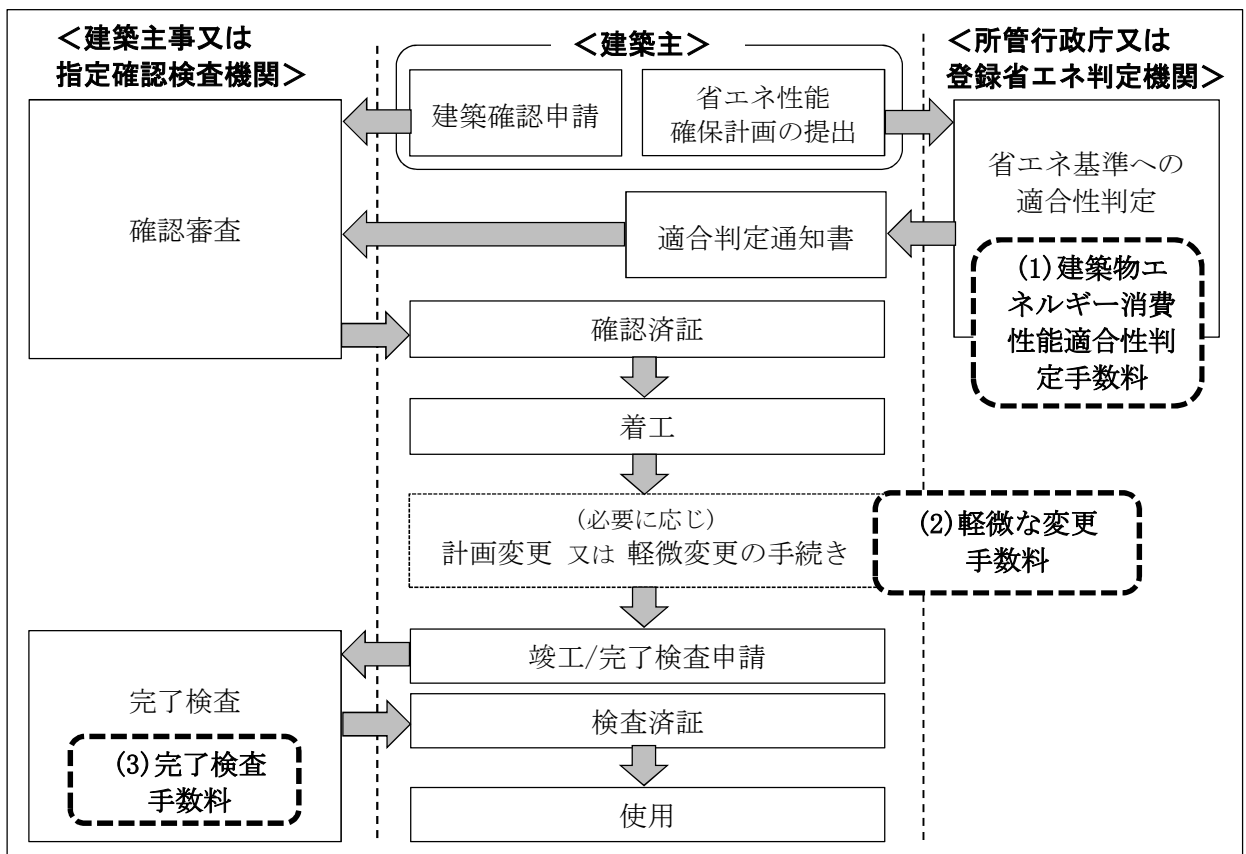 ＜建築主事又は
指定確認検査機関＞
＜建築主＞
＜所管行政庁又は
登録省エネ判定機関＞
建築確認申請
省エネ性能
確保計画の提出
省エネ基準への
適合性判定
確認審査
適合判定通知書
(1)建築物エ
ネルギー消費
性能適合性判
定手数料
確認済証
着工
(必要に応じ)
計画変更 又は 軽微変更の手続き
(2)軽微な変更
手数料
竣工/完了検査申請
完了検査
検査済証
(3)完了検査
手数料
使用